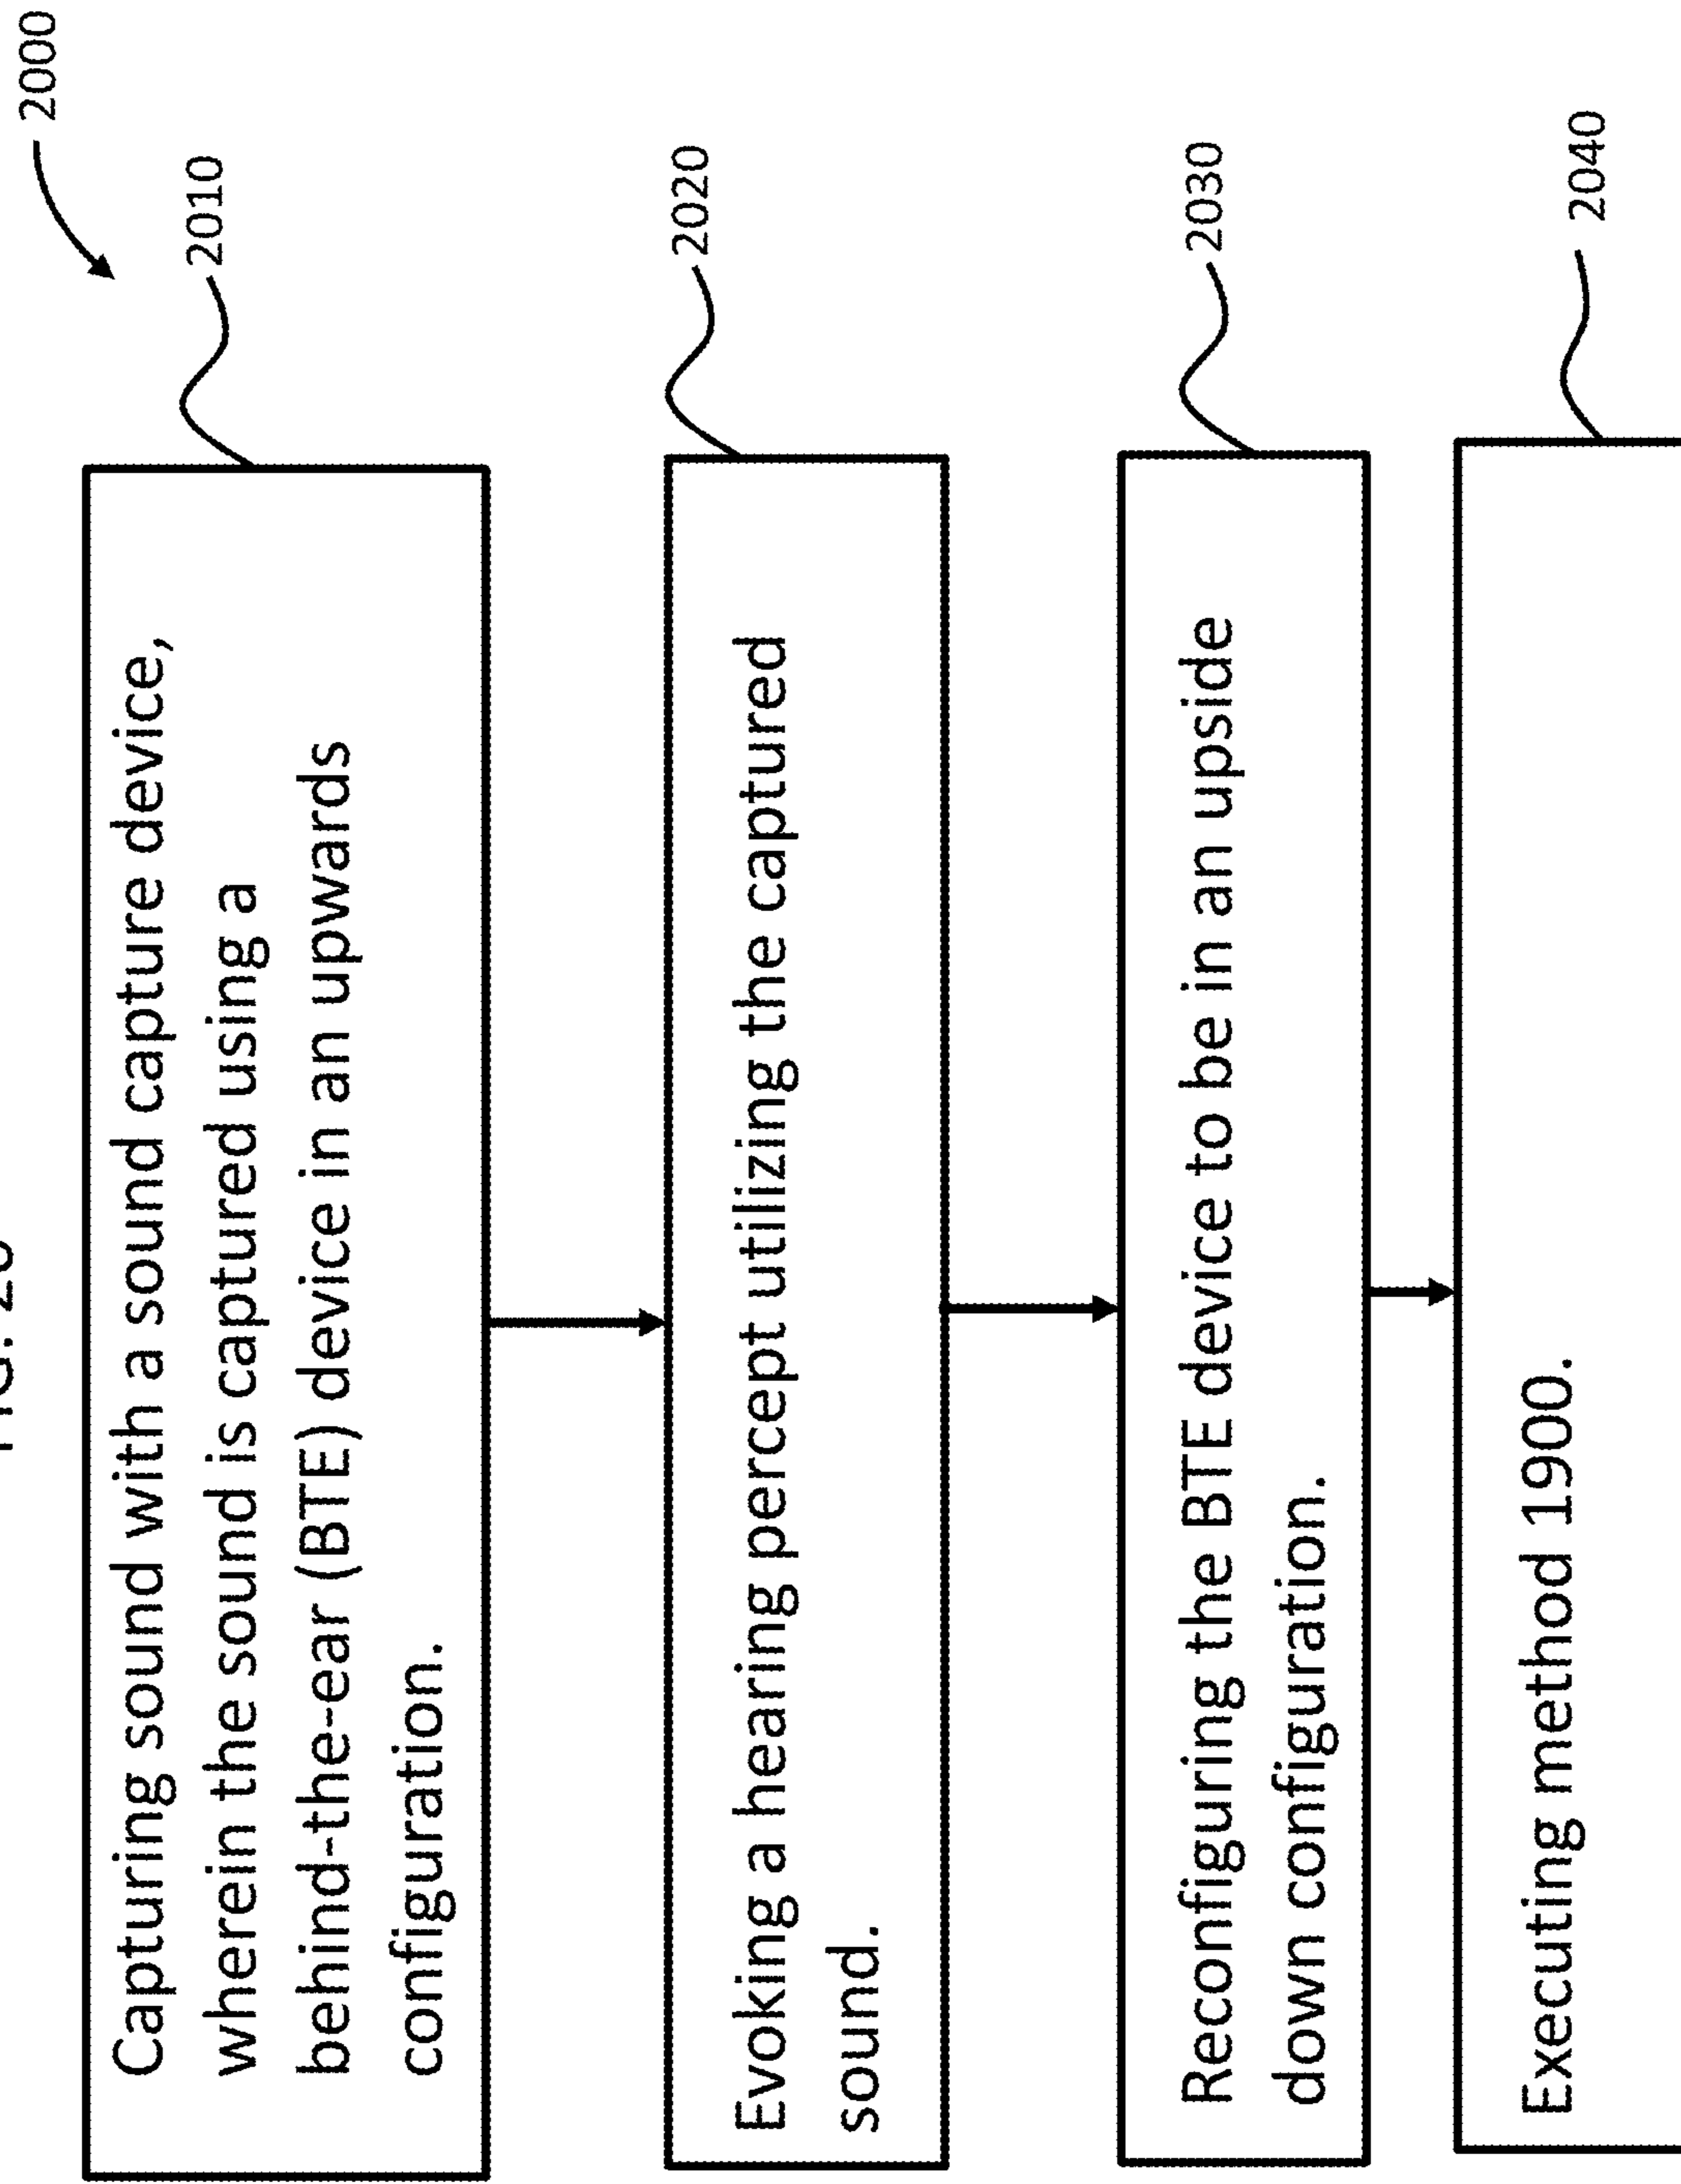 FIG. 20
2000
Capturing sound with a sound capture device,
wherein the sound is captured using a
behind-the-ear (BTE) device in an upwards
configuration.
2010
Evoking a hearing percept utilizing the captured
sound.
2020
Reconfiguring the BTE device to be in an upside
down configuration.
2030
Executing method 1900.
2040